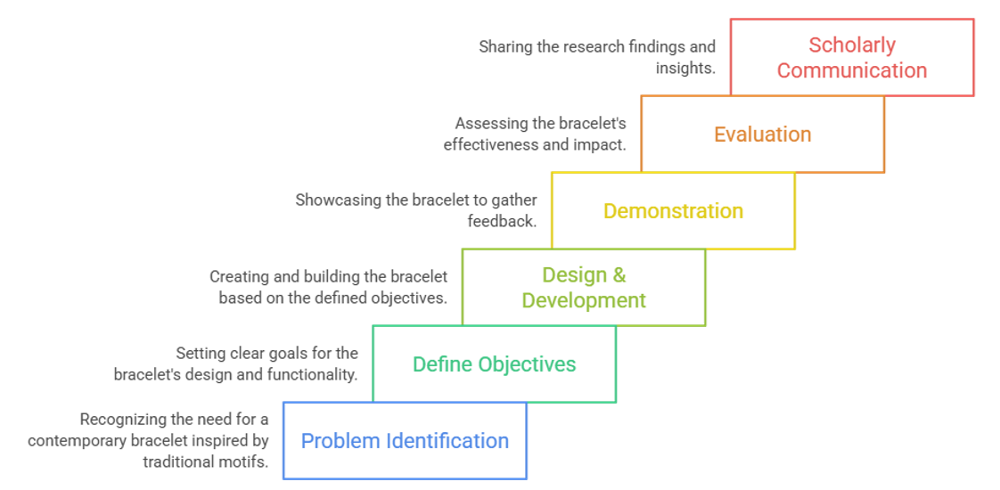 Sharing the research findings and
insights.
Scholarly
Communication
Assessing the bracelet's
effectiveness and impact.
Evaluation
Showcasing the bracelet to gather
feedback.
Demonstration
Creating and building the bracelet
based on the defined objectives.
Design &
Development
Setting clear goals for the
bracelet's design and functionality.
Define Objectives
Recognizing the need for a
contemporary bracelet inspired by
traditional motifs.
Problem Identification